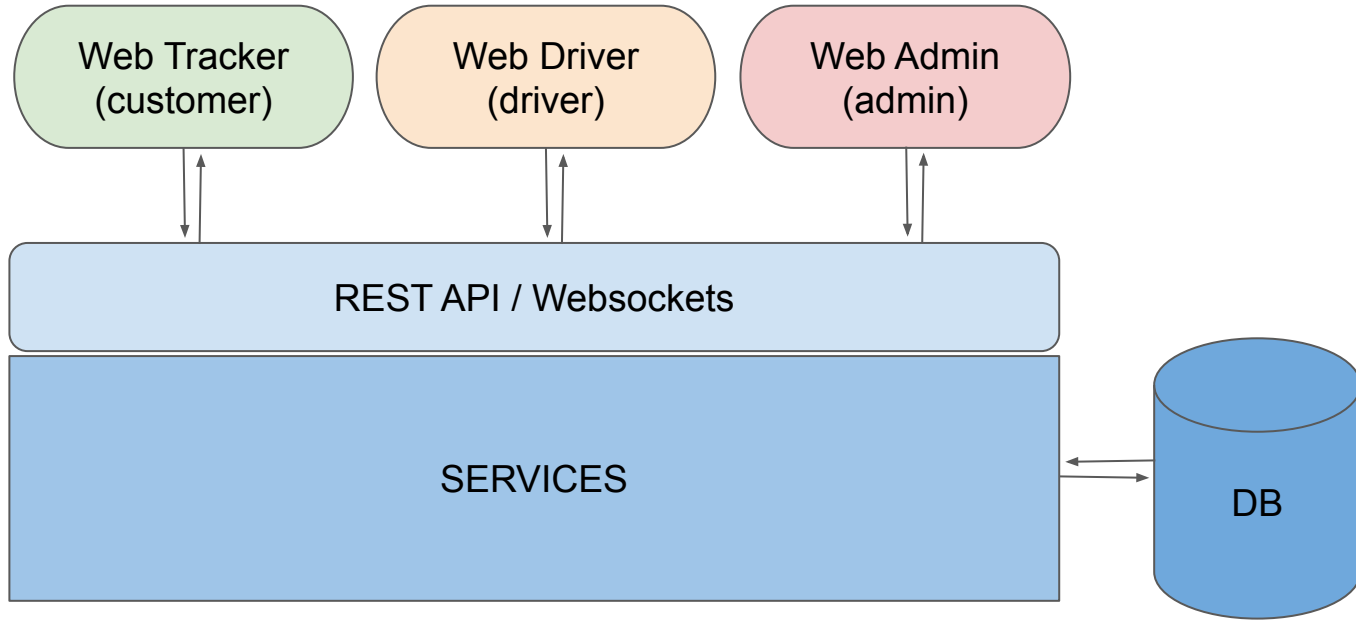 Web Tracker
(customer)
Web Driver
(driver)
Web Admin
(admin)
REST API / Websockets
SERVICES
DB